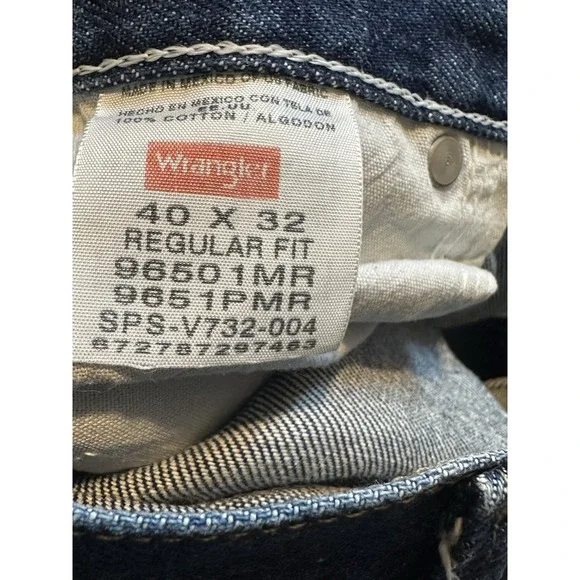 MADE IN MEXICO OF
HECHO EN MEXICO CON TELA DE
EE.UU.
100% COTTON / ALGODON
Wrangler
40 X 32
REGULAR FIT
96501MR
9651PMR
SPS-V732-004
672787297463